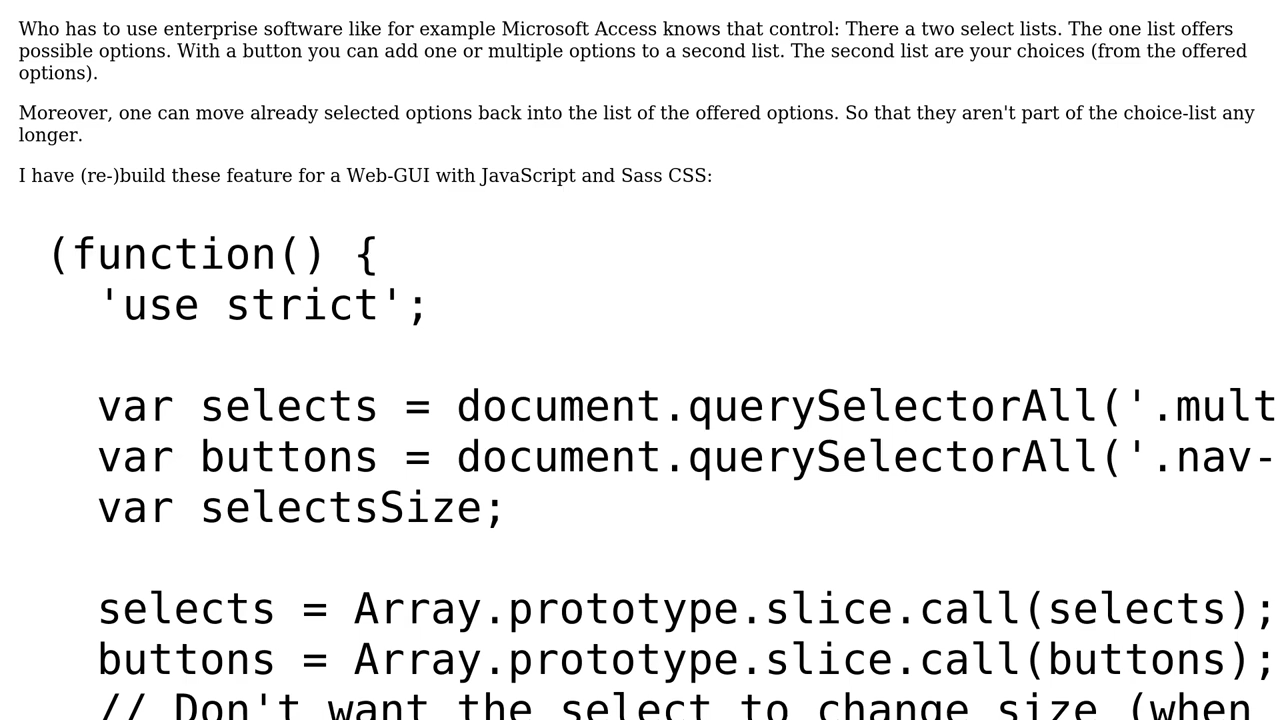 Who has to use enterprise software like for example Microsoft Access knows that control: There a two select lists. The one list offers
possible options. With a button you can add one or multiple options to a second list. The second list are your choices (from the offered
options).
Moreover, one can move already selected options back into the list of the offered options. So that they aren't part of the choice-list any
longer.
I have (re-)build these feature for a Web-GUI with JavaScript and Sass CSS:
(function() {
  'use strict';
  var selects = document.querySelectorAll('.mult
  var buttons = document.querySelectorAll('.nav-
  var selectsSize;
  selects = Array.prototype.slice.call(selects);
  buttons = Array.prototype.slice.call(buttons);
  // Don't want the select to change size (when